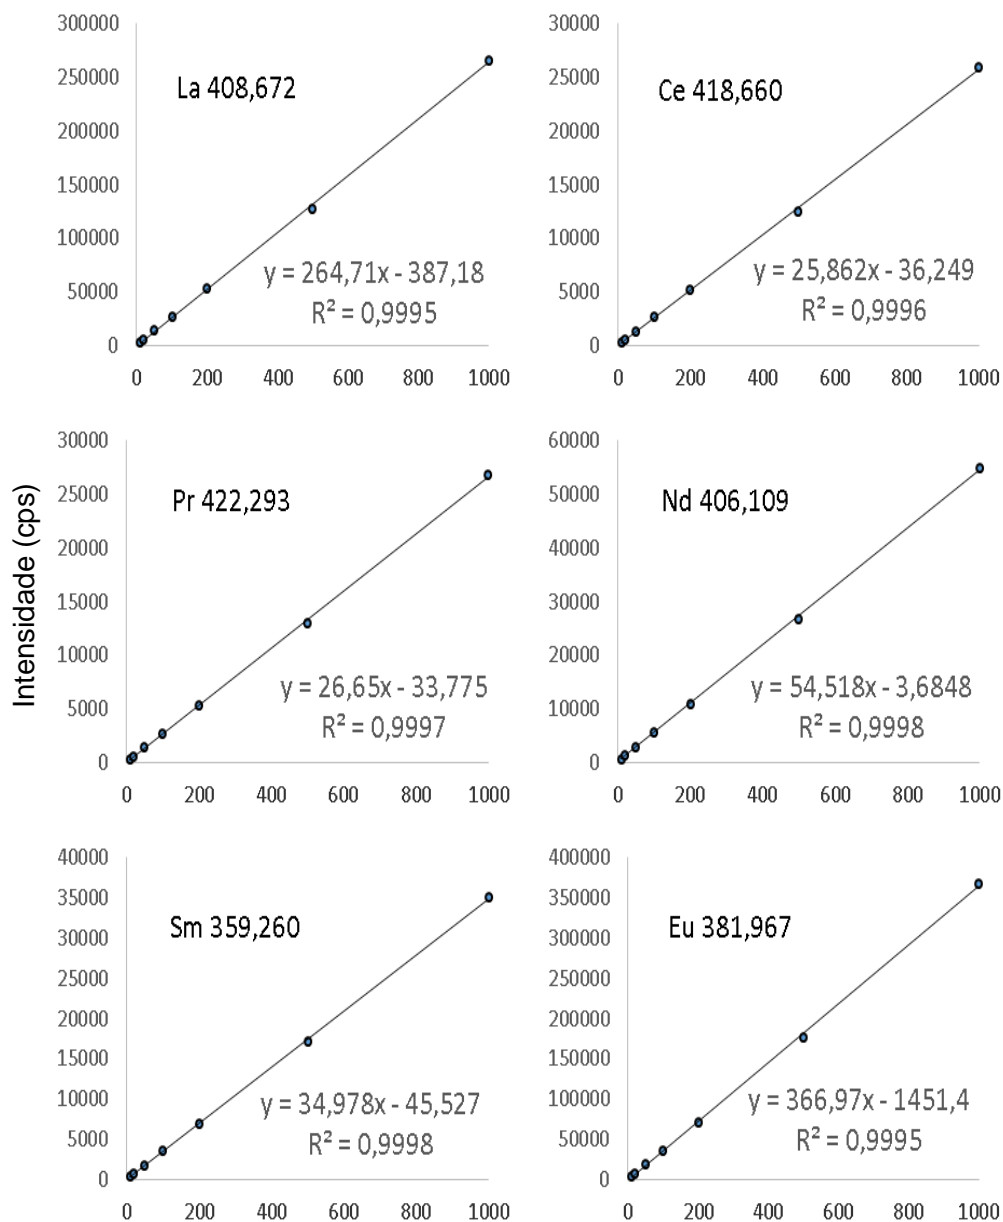 Intensidade (cps)
300000
250000
200000
150000
100000
50000
0
La 408,672
y = 264,71x - 387,18
R² = 0,9995
0 200 400 600 800 1000
30000
25000
20000
15000
10000
5000
0
Ce 418,660
y = 25,862x - 36,249
R² = 0,9996
0 200 400 600 800 1000
30000
25000
20000
15000
10000
5000
0
Pr 422,293
y = 26,65x - 33,775
R² = 0,9997
0 200 400 600 800 1000
60000
50000
40000
30000
20000
10000
0
Nd 406,109
y = 54,518x - 3,6848
R² = 0,9998
0 200 400 600 800 1000
40000
35000
30000
25000
20000
15000
10000
5000
0
Sm 359,260
y = 34,978x - 45,527
R² = 0,9998
0 200 400 600 800 1000
400000
350000
300000
250000
200000
150000
100000
50000
0
Eu 381,967
y = 366,97x - 1451,4
R² = 0,9995
0 200 400 600 800 1000